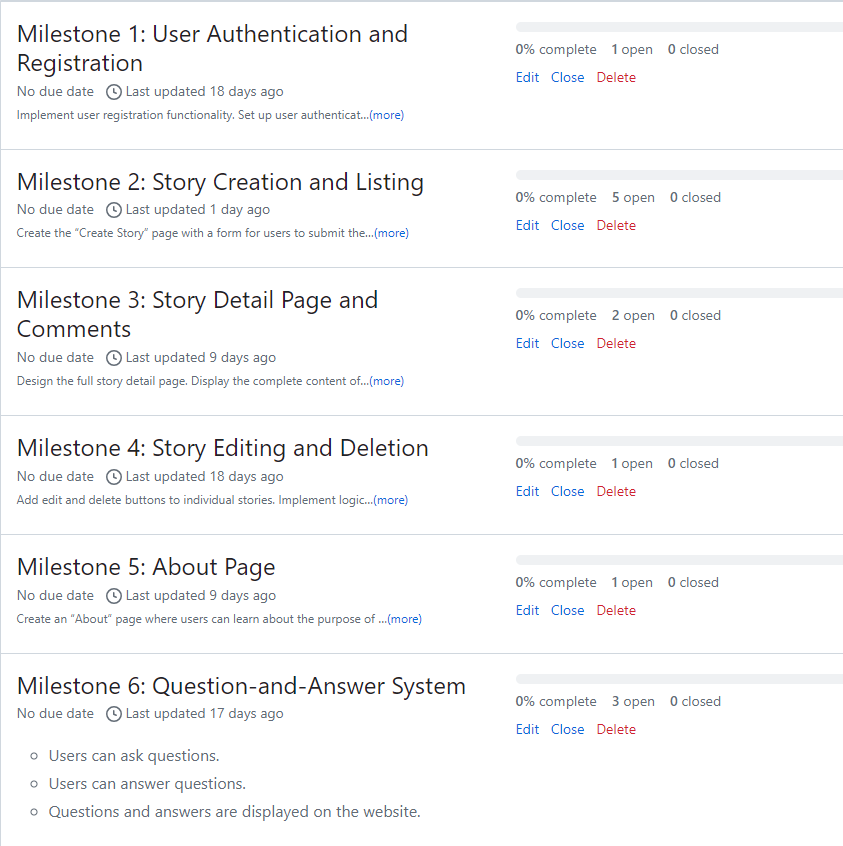 Milestone 1: User Authentication and
Registration
No due date Last updated 18 days ago
Implement user registration functionality. Set up user authenticat...(more)
0% complete 1 open 0 closed
Edit Close Delete
Milestone 2: Story Creation and Listing
No due date Last updated 1 day ago
Create the “Create Story” page with a form for users to submit the...(more)
0% complete 5 open 0 closed
Edit Close Delete
Milestone 3: Story Detail Page and
Comments
No due date Last updated 9 days ago
Design the full story detail page. Display the complete content of...(more)
0% complete 2 open 0 closed
Edit Close Delete
Milestone 4: Story Editing and Deletion
No due date Last updated 18 days ago
Add edit and delete buttons to individual stories. Implement logic...(more)
0% complete 1 open 0 closed
Edit Close Delete
Milestone 5: About Page
No due date Last updated 9 days ago
Create an “About” page where users can learn about the purpose of ...(more)
0% complete 1 open 0 closed
Edit Close Delete
Milestone 6: Question-and-Answer System
No due date Last updated 17 days ago
0% complete 3 open 0 closed
Edit Close Delete
Users can ask questions.
Users can answer questions.
Questions and answers are displayed on the website.